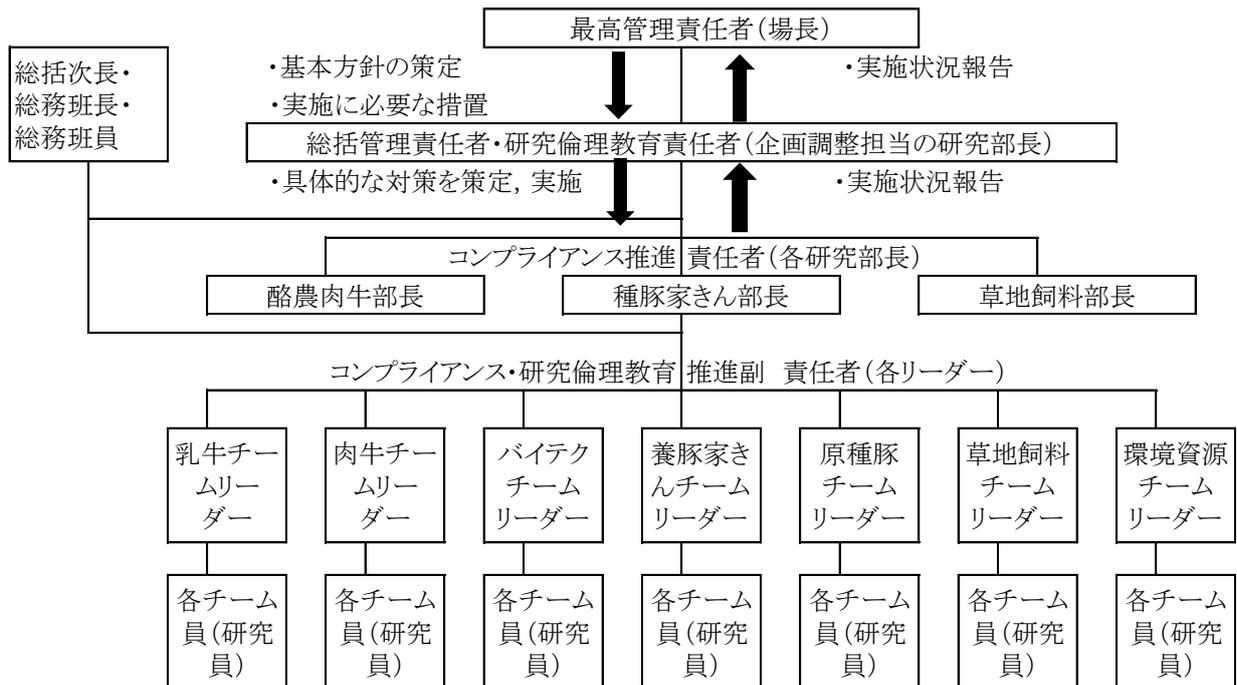 最高管理責任者（場長）
総括次長・
総務班長・
総務班員
・基本方針の策定
・実施に必要な措置
・実施状況報告
総括管理責任者・研究倫理教育責任者（企画調整担当の研究部長）
・具体的な対策を策定，実施
・実施状況報告
コンプライアンス推進 責任者（各研究部長）
酪農肉牛部長
種豚家きん部長
草地飼料部長
コンプライアンス・研究倫理教育 推進副 責任者（各リーダー）
乳牛チー
ムリー
ダー
肉牛チー
ムリー
ダー
バイテク
チーム
リーダー
養豚家き
んチーム
リーダー
原種豚
チーム
リーダー
草地飼料
チーム
リーダー
環境資源
チーム
リーダー
各チーム
員（研究
員）
各チーム
員（研究
員）
各チーム
員（研究
員）
各チーム
員（研究
員）
各チーム
員（研究
員）
各チーム
員（研究
員）
各チーム
員（研究
員）